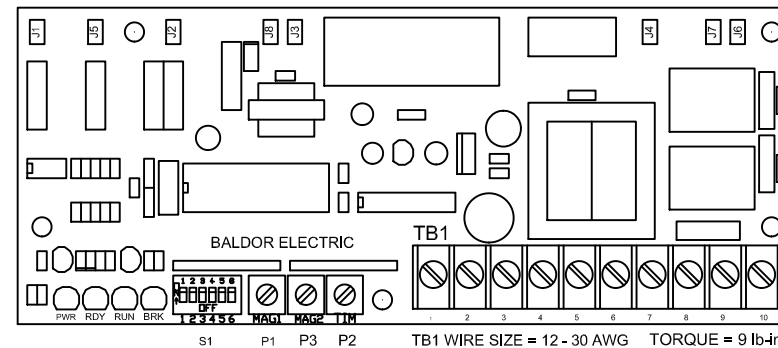 J1 J5 J2 J8 J3 J4 J7 J6
TB1
BALDOR ELECTRIC
1 2 3 4 5 6
OFF
1 2 3 4 5 6 7 8 9 10
PWR RDY RUN BRK 1 2 3 4 5 6 MAG1 MAG2 TIM
S1 P1 P3 P2 TB1 WIRE SIZE = 12 - 30 AWG TORQUE = 9 lb-in